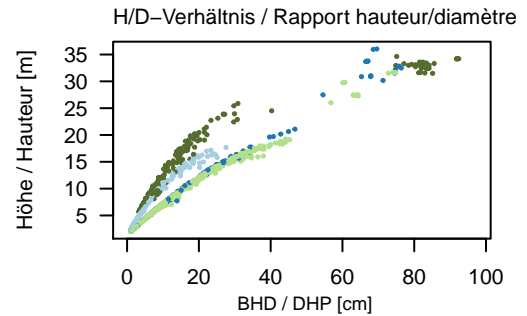 H/D–Verhältnis / Rapport hauteur/diamètre
Höhe / Hauteur [m]
35
30
25
20
15
10
5
0 20 40 60 80 100
BHD / DHP [cm]